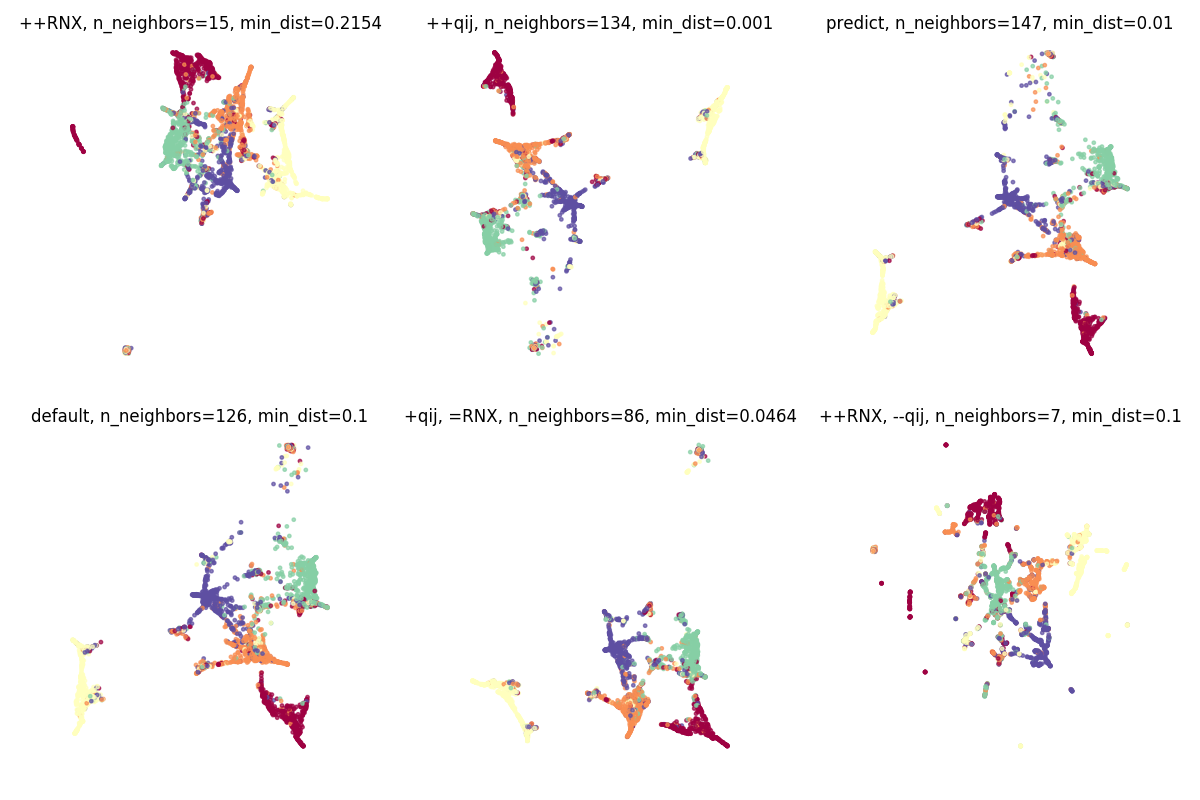 ++RNX, n_neighbors=15, min_dist=0.2154
++qij, n_neighbors=134, min_dist=0.001
predict, n_neighbors=147, min_dist=0.01
default, n_neighbors=126, min_dist=0.1
+qij, =RNX, n_neighbors=86, min_dist=0.0464
++RNX, --qij, n_neighbors=7, min_dist=0.1